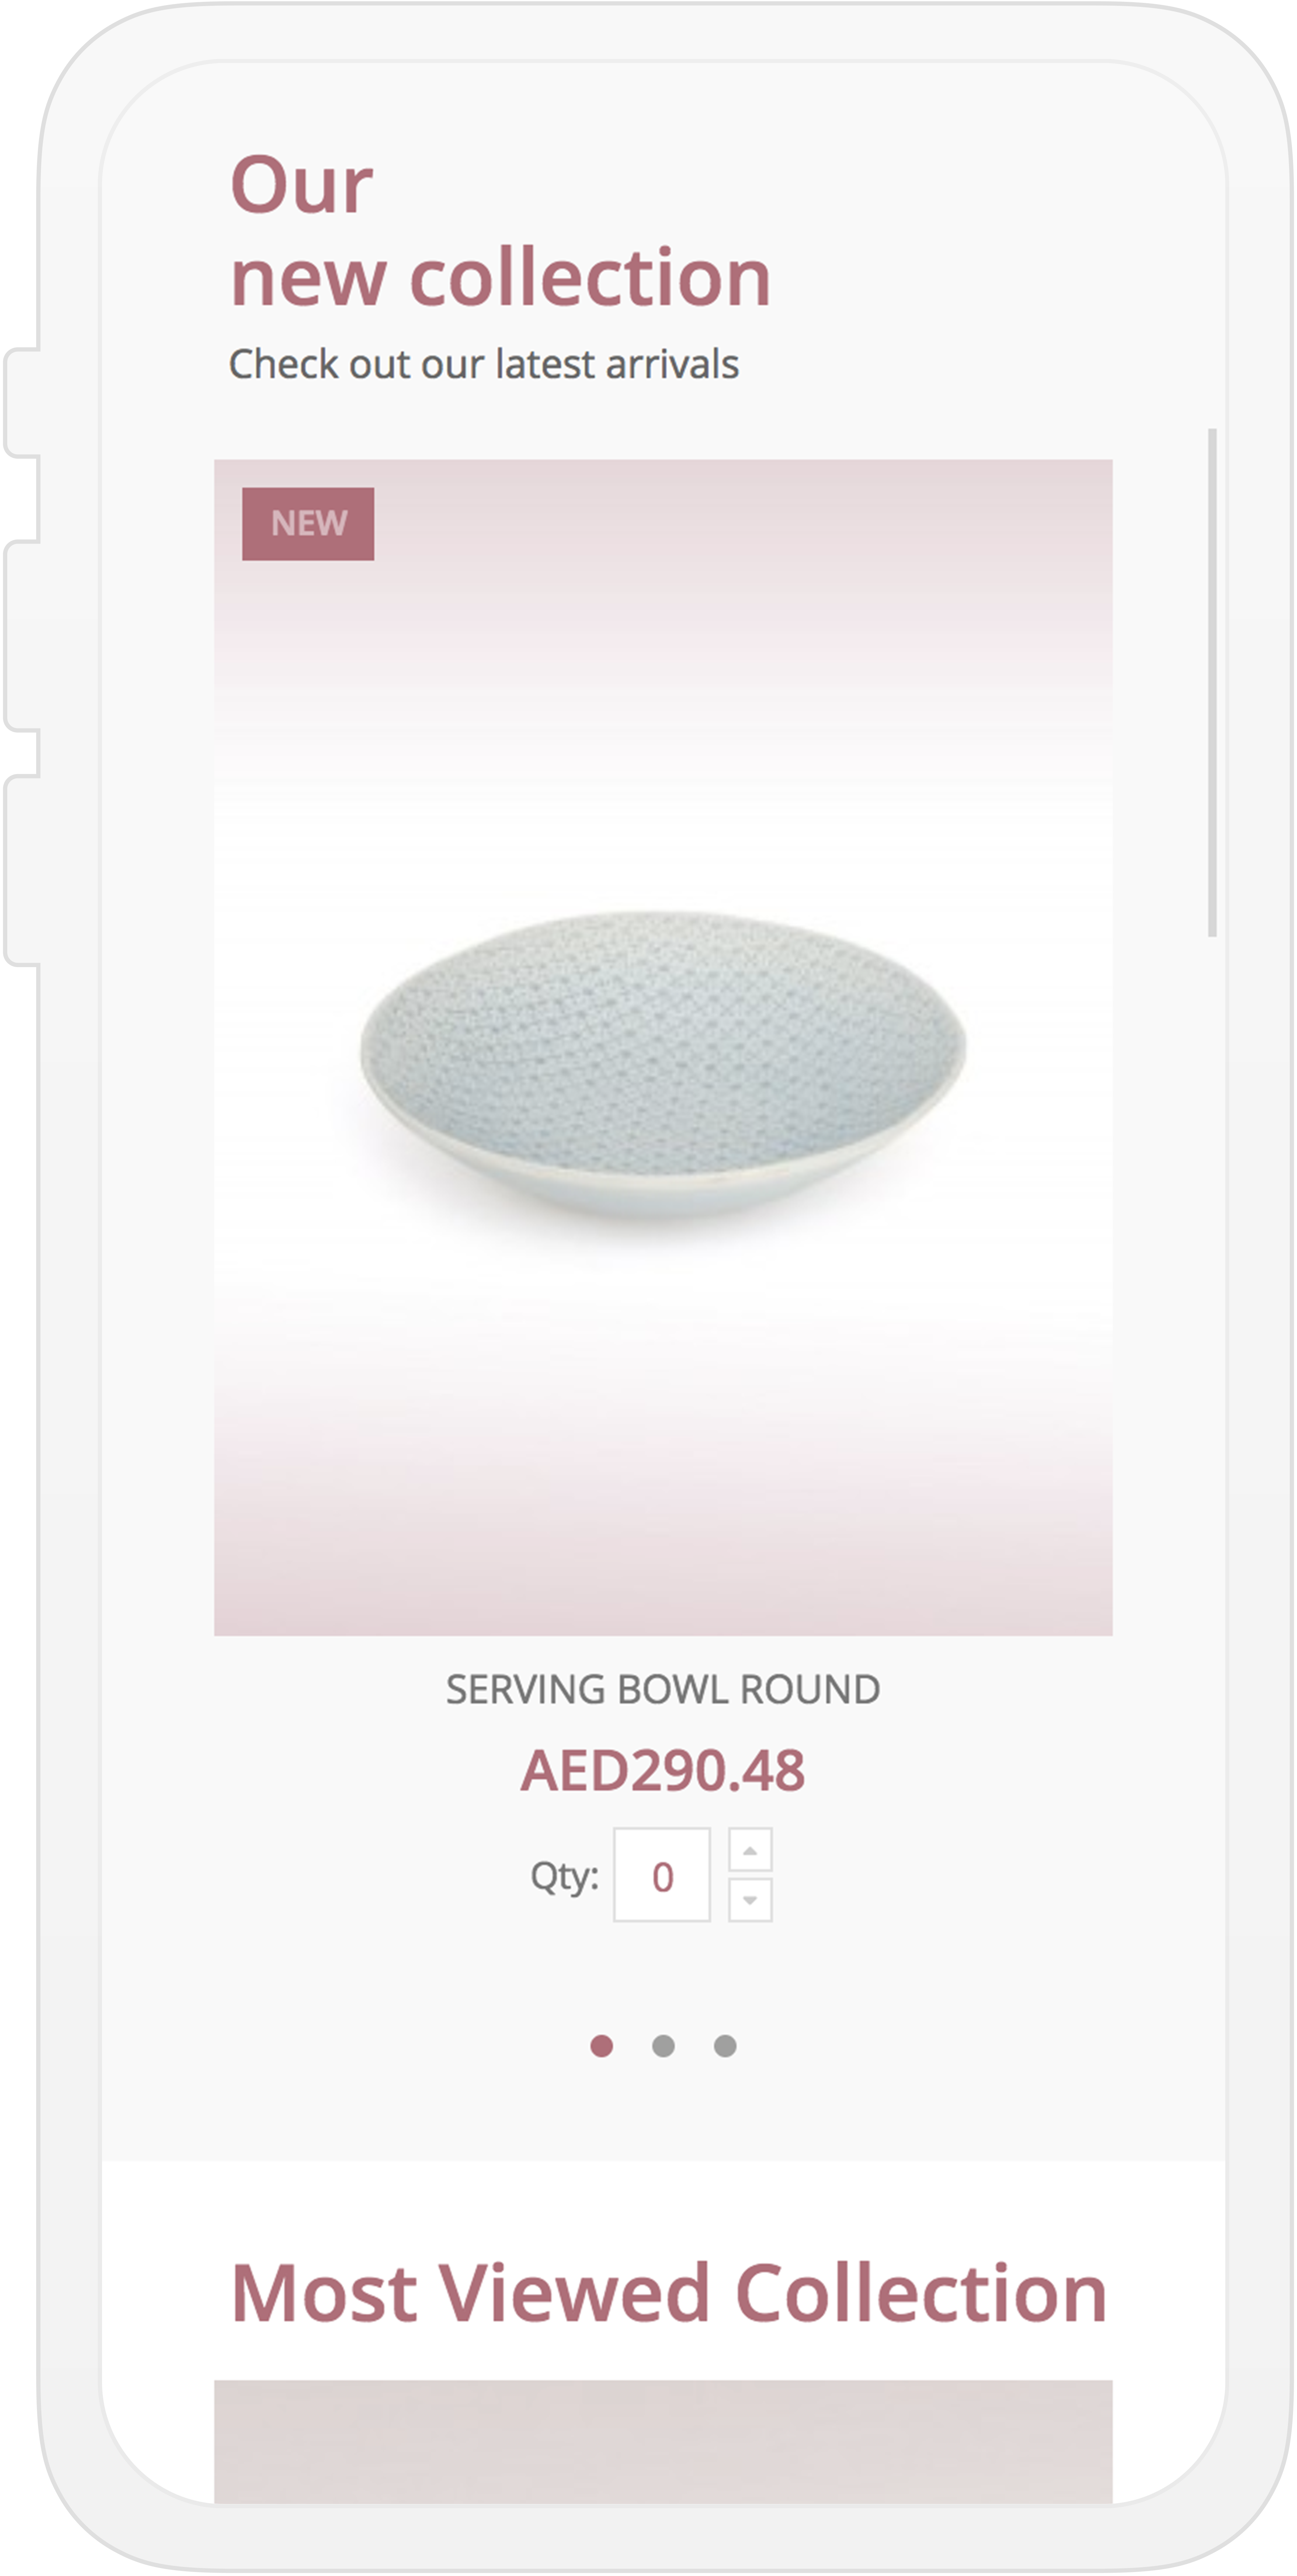 Our
new collection
Check out our latest arrivals
NEW
SERVING BOWL ROUND
AED290.48
Qty: 0
Most Viewed Collection